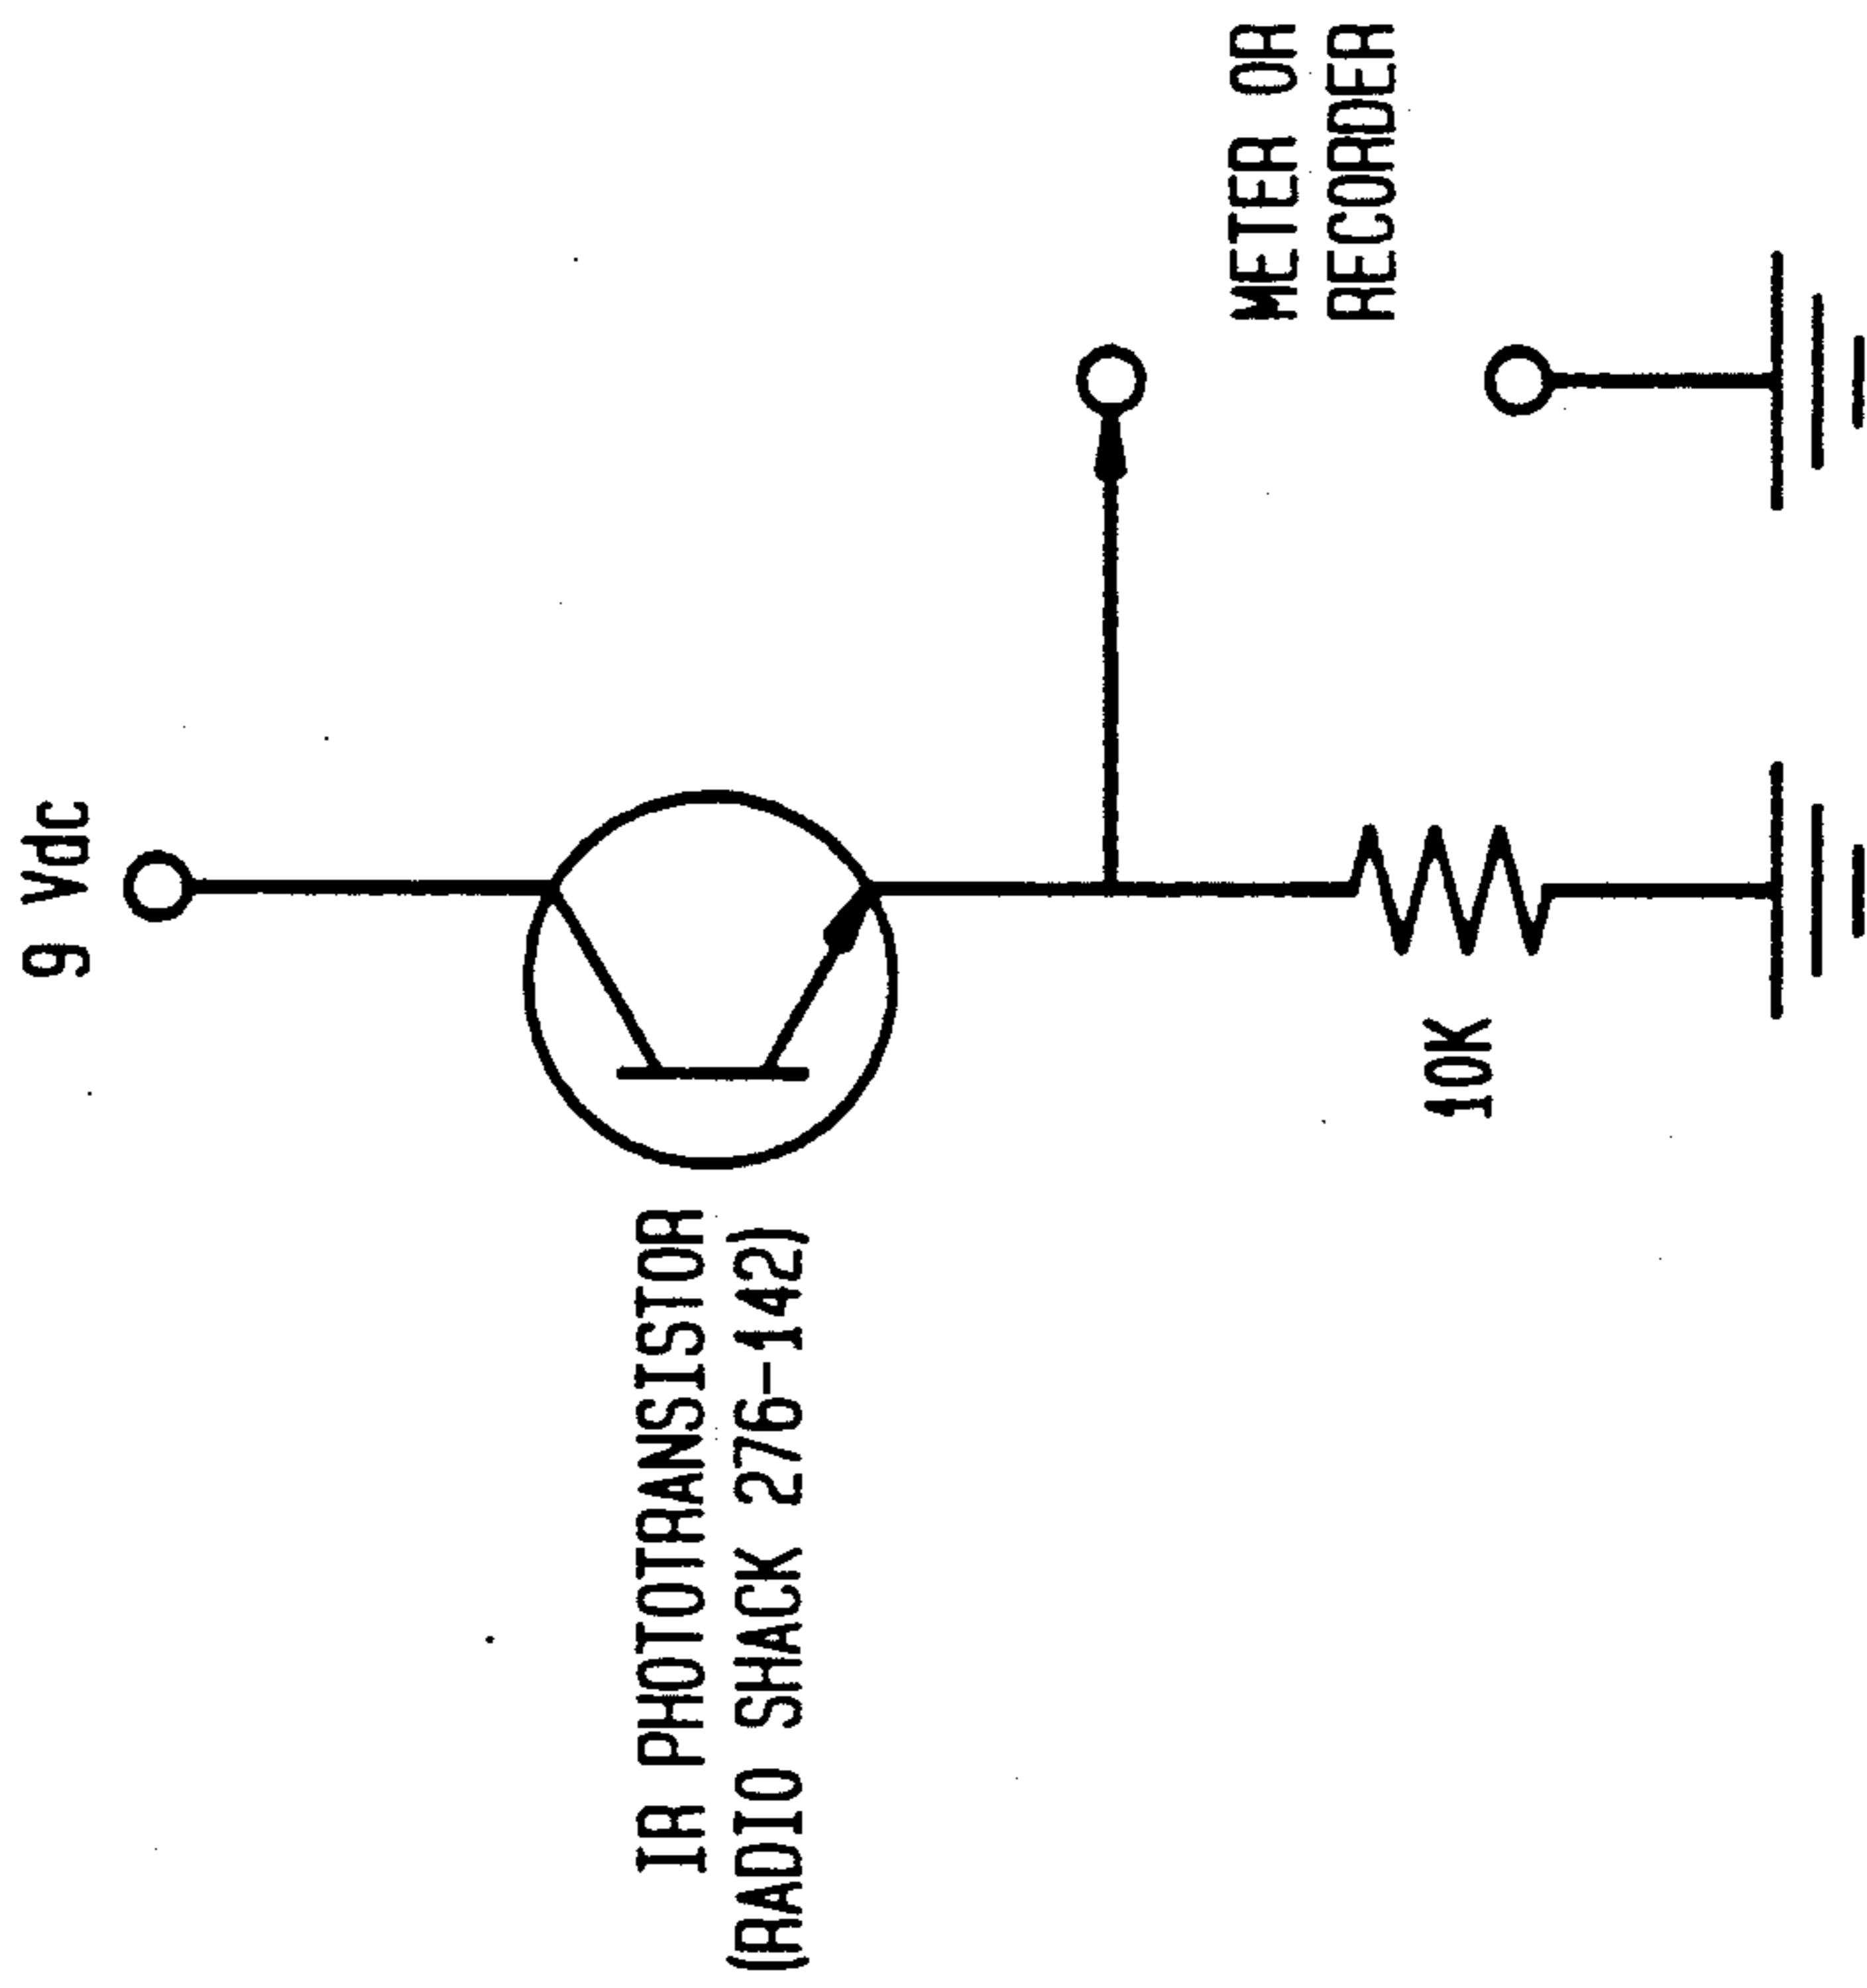 9 Vdc
IR PHOTOTRANSISTOR
(RADIO SHACK 276-142)
METER OR
RECORDER
10K